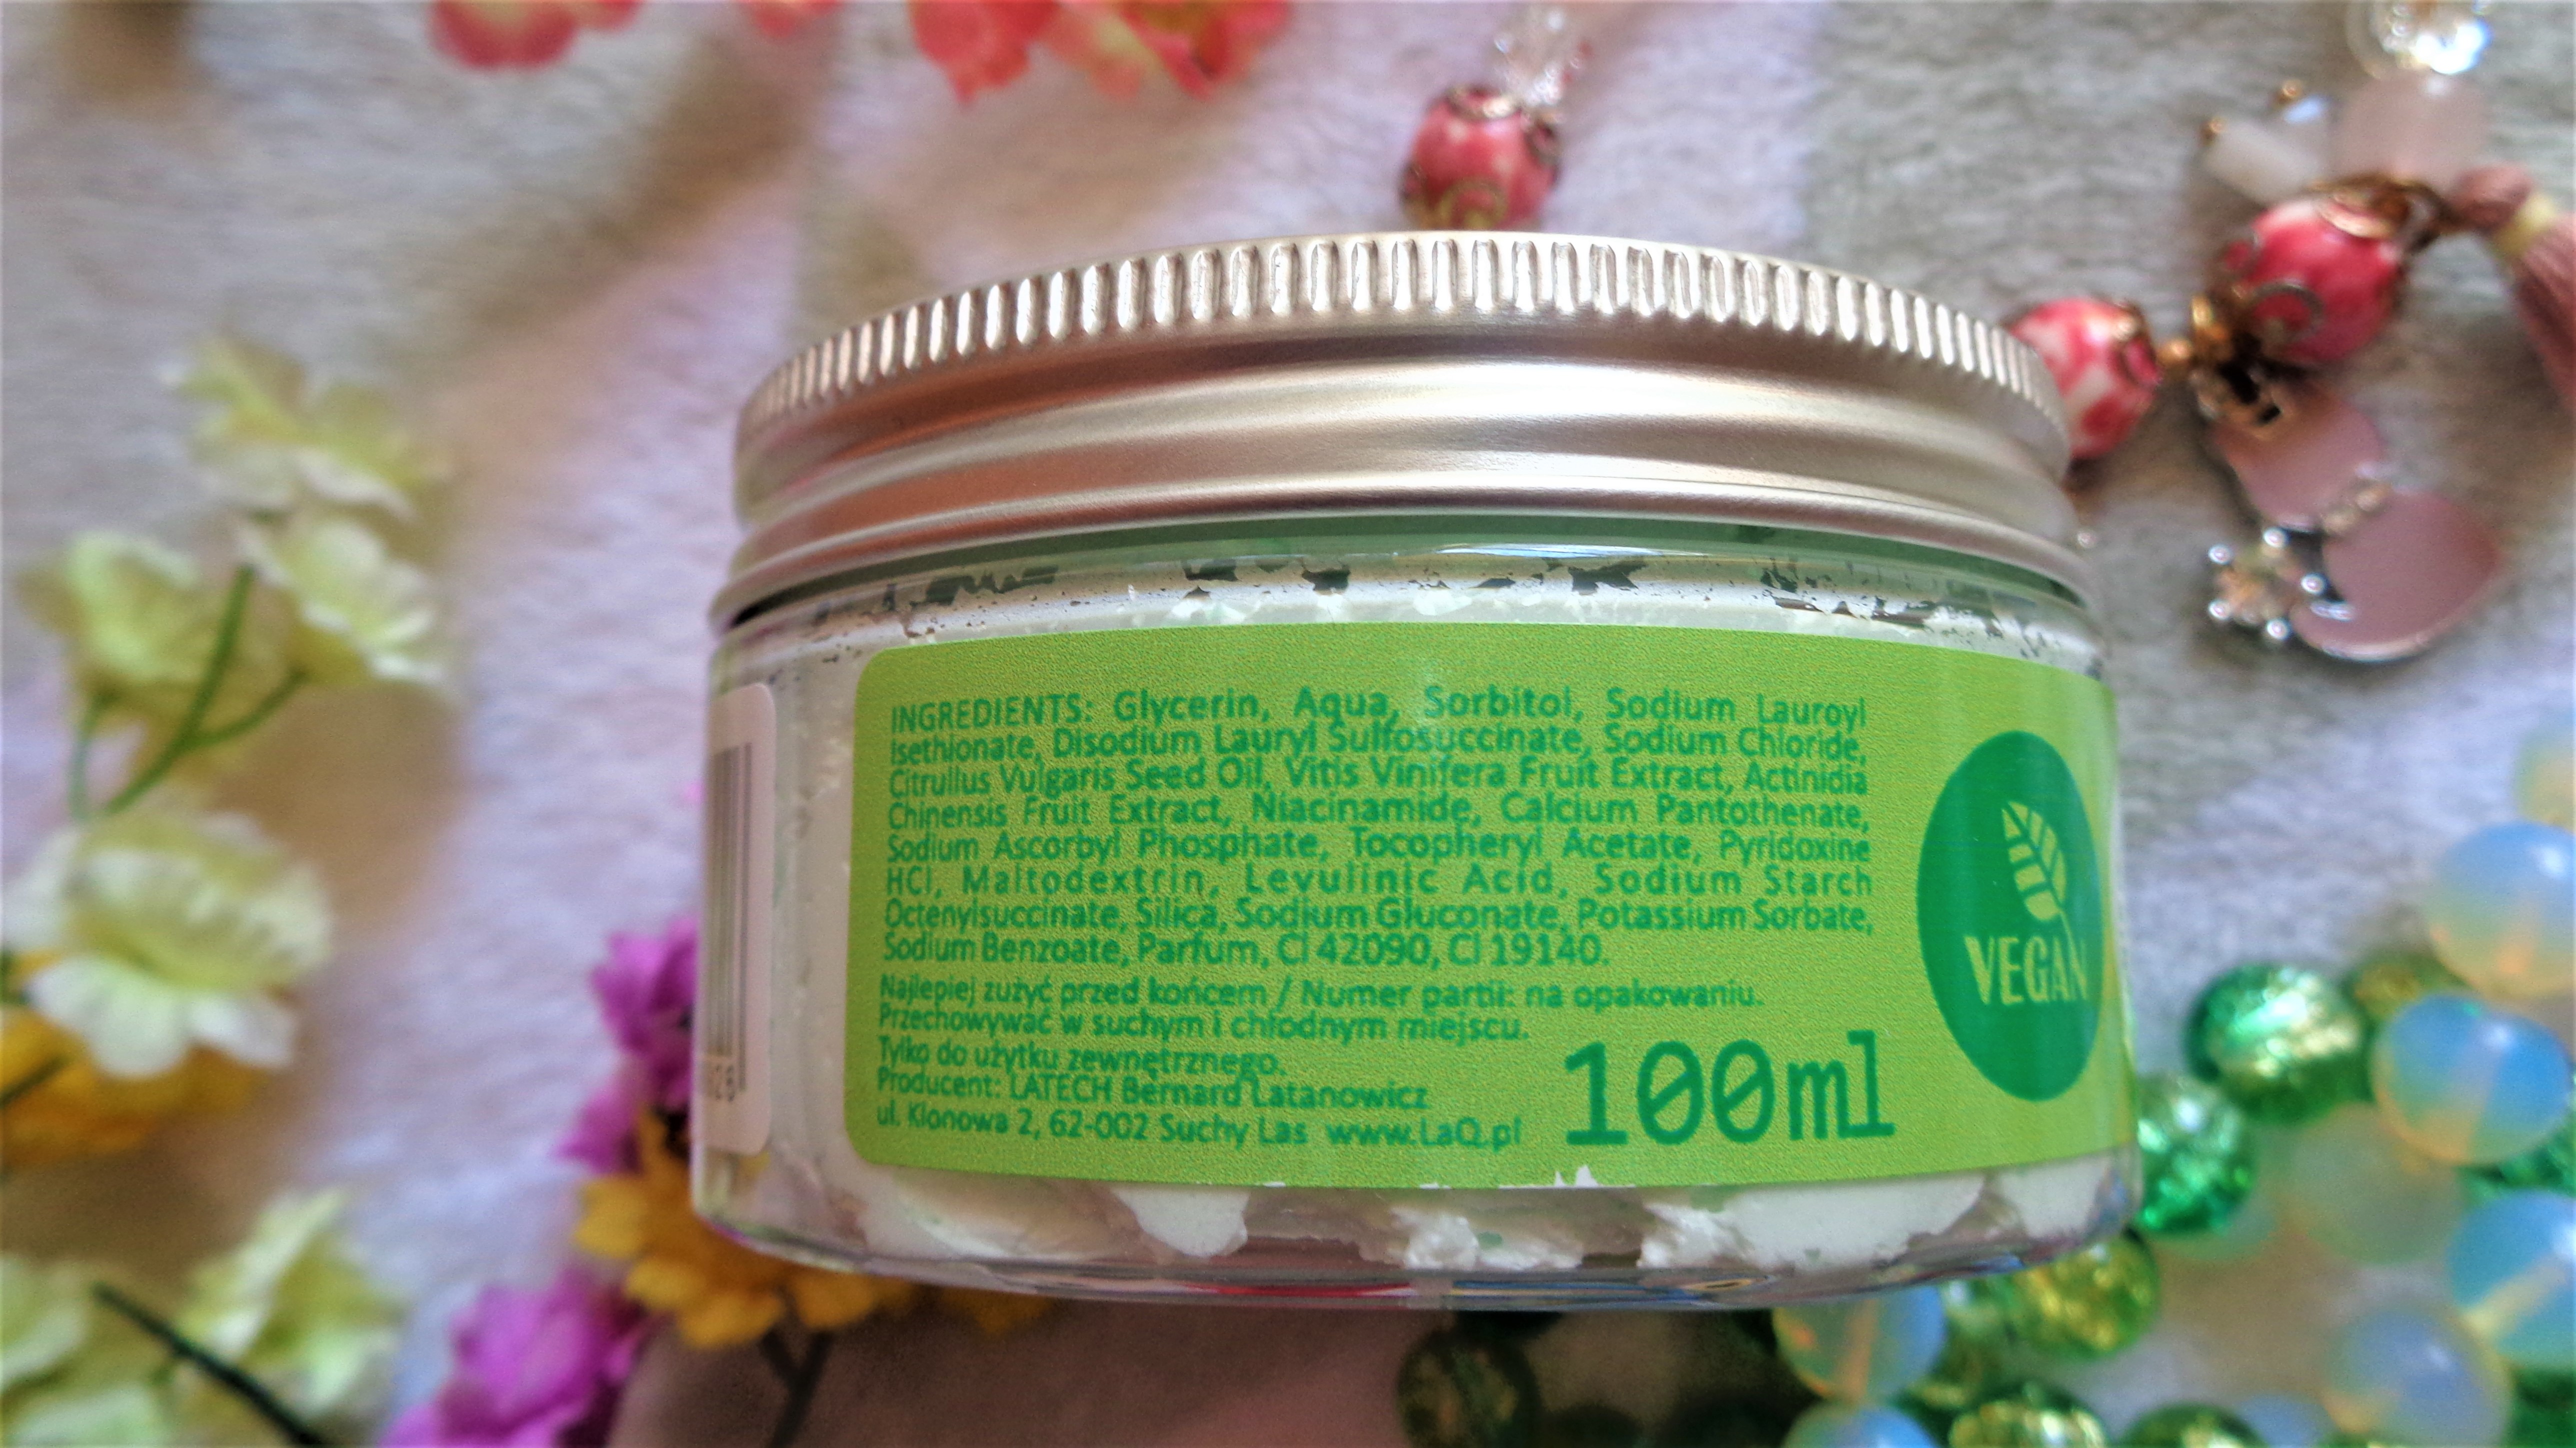 INGREDIENTS: Glycerin, Aqua, Sorbitol, Sodium Lauroyl
Isethionate, Disodium Lauryl Sulfosuccinate, Sodium Chloride,
Citrullus Vulgaris Seed Oil, Vitis Vinifera Fruit Extract, Actinidia
Chinensis Fruit Extract, Niacinamide, Calcium Pantothenate,
Sodium Ascorbyl Phosphate, Tocopheryl Acetate, Pyridoxine
HCl, Maltodextrin, Levulinic Acid, Sodium Starch
Octenylsuccinate, Silica, Sodium Gluconate, Potassium Sorbate,
Sodium Benzoate, Parfum, CI 42090, CI 19140.
Najlepiej zużyć przed końcem / Numer partii: na opakowaniu.
Przechowywać w suchym i chłodnym miejscu.
Tylko do użytku zewnętrznego.
Producent: LATECH Bernard Latanowicz
ul. Klonowa 2, 62-002 Suchy Las www.LaQ.pl
100ml
VEGAN